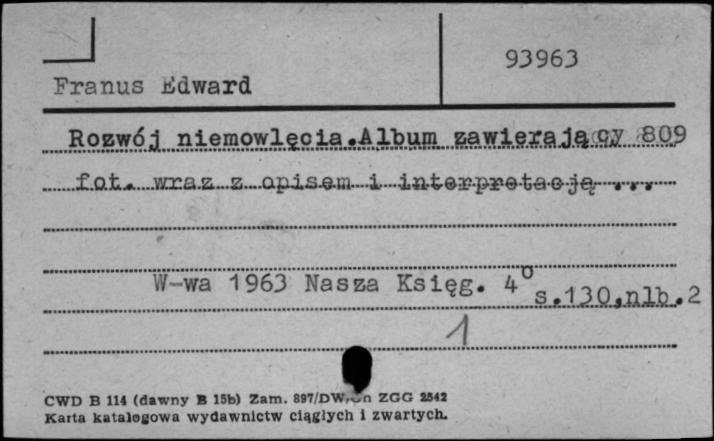 93963
Franus Edward
Rozwój niemowlęcia.Album zawierający 809
fot. wraz z opisem i interpretacją ...
W-wa 1963 Nasza Księg. 4° s.130,nlb.2
1
CWD B 114 (dawny B 15b) Zam. 897/DW ZGG 2542
Karta katalogowa wydawnictw ciągłych i zwartych.